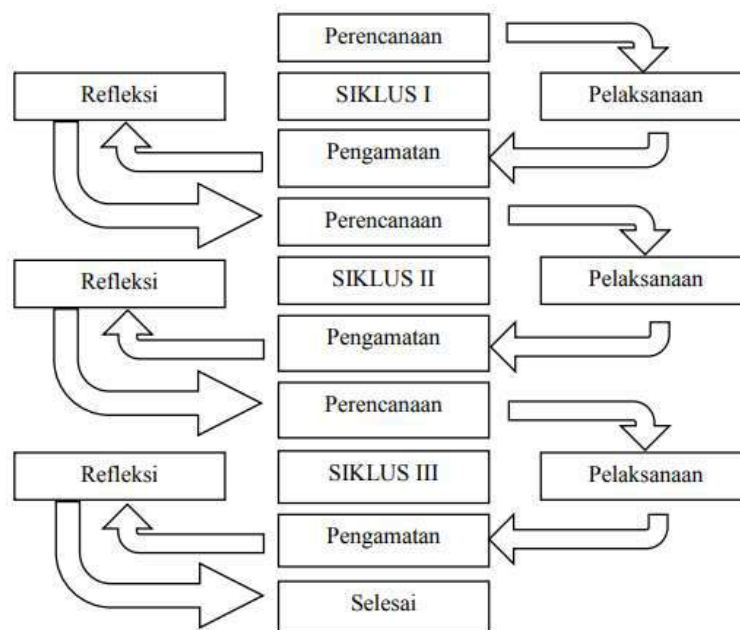 Perencanaan
Refleksi
SIKLUS I
Pelaksanaan
Pengamatan
Perencanaan
Refleksi
SIKLUS II
Pelaksanaan
Pengamatan
Perencanaan
Refleksi
SIKLUS III
Pelaksanaan
Pengamatan
Selesai